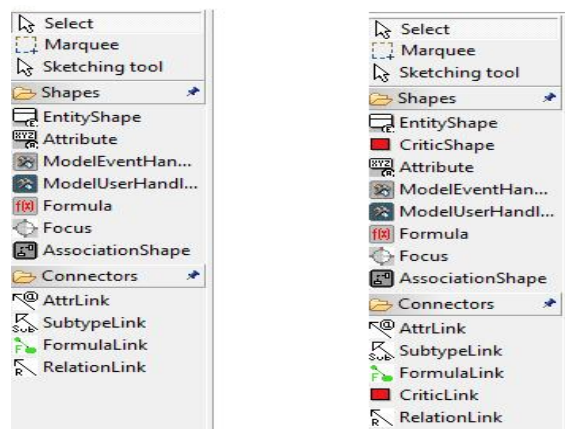 Select
Marquee
Sketching tool
Shapes
EntityShape
Attribute
ModelEventHan...
ModelUserHandl...
f(x) Formula
Focus
AssociationShape
Connectors
AttrLink
SubtypeLink
FormulaLink
RelationLink
Select
Marquee
Sketching tool
Shapes
EntityShape
CriticShape
Attribute
ModelEventHan...
ModelUserHandl...
f(x) Formula
Focus
AssociationShape
Connectors
AttrLink
SubtypeLink
FormulaLink
CriticLink
RelationLink